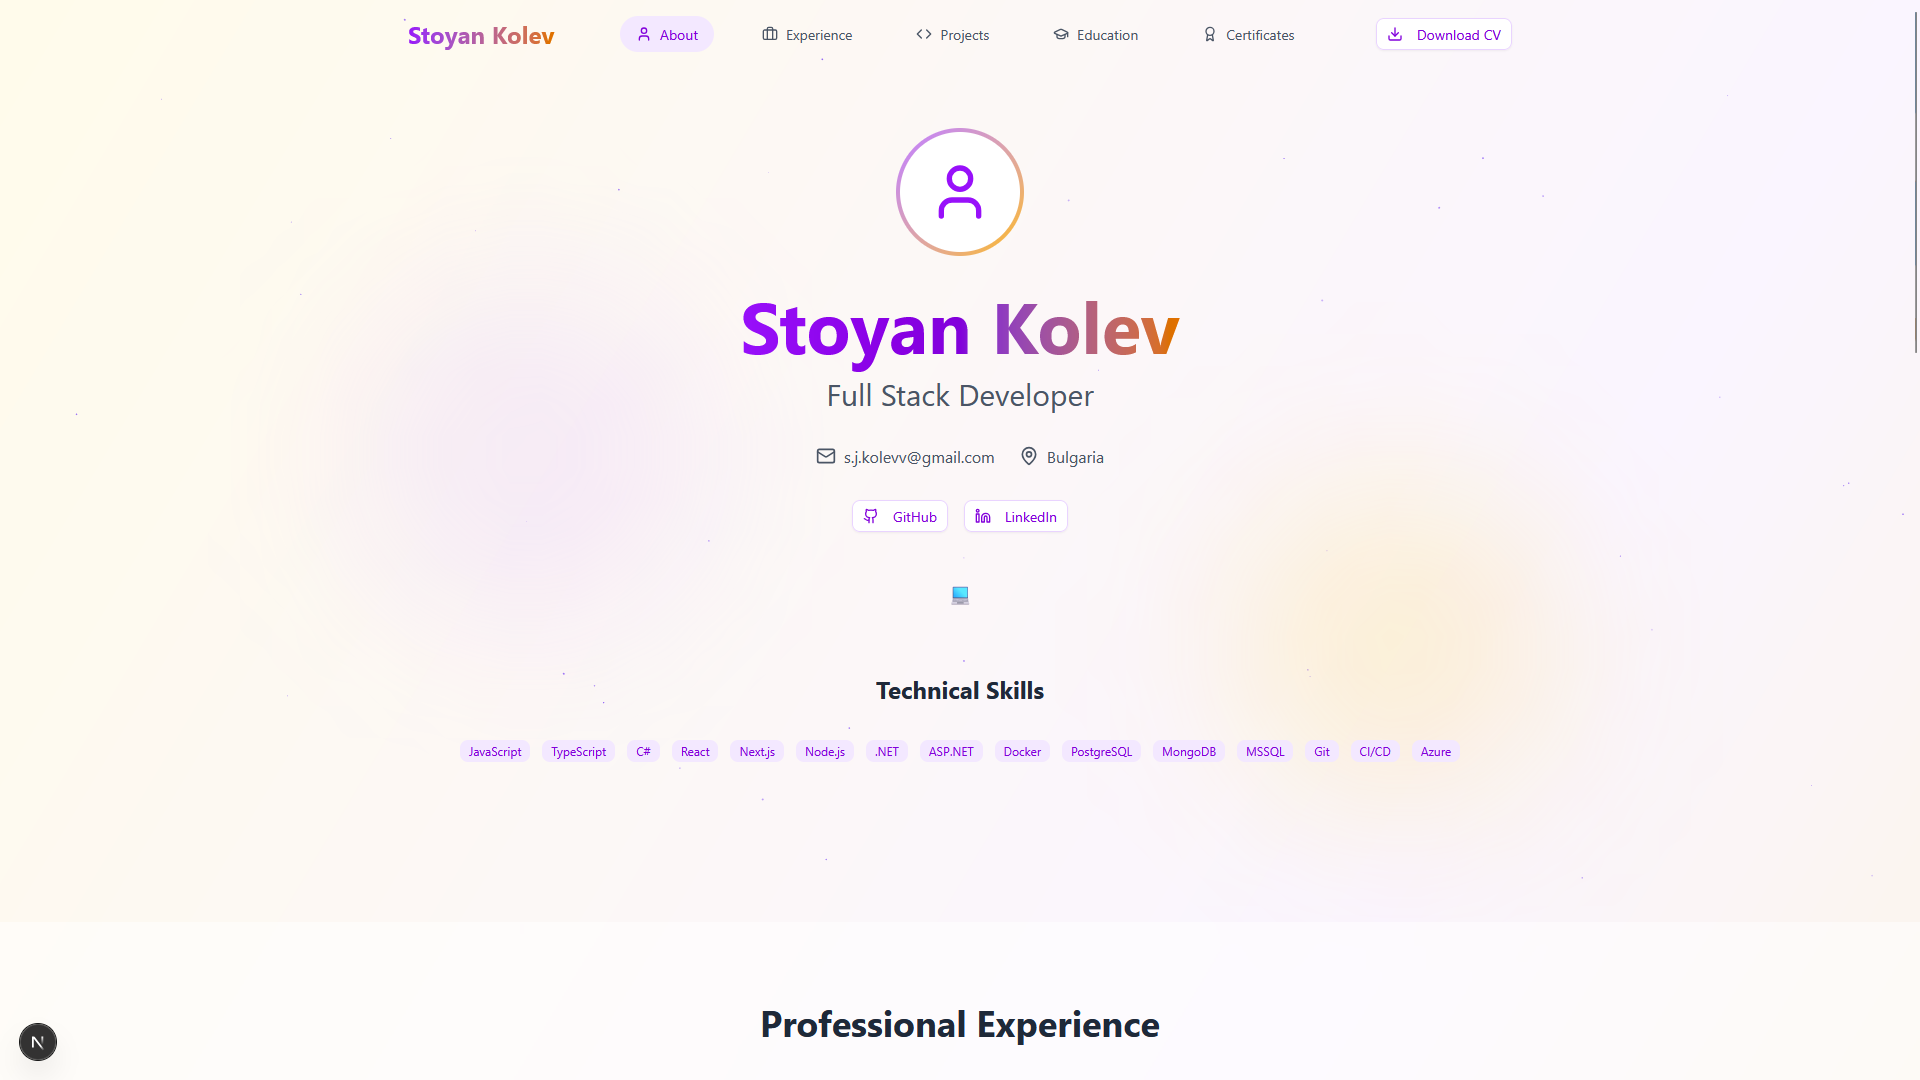 Stoyan Kolev
About
Experience
Projects
Education
Certificates
Download CV
Stoyan Kolev
Full Stack Developer
s.j.kolevv@gmail.com
Bulgaria
GitHub
LinkedIn
Technical Skills
JavaScript TypeScript C# React Next.js Node.js .NET ASP.NET Docker PostgreSQL MongoDB MSSQL Git CI/CD Azure
Professional Experience
N